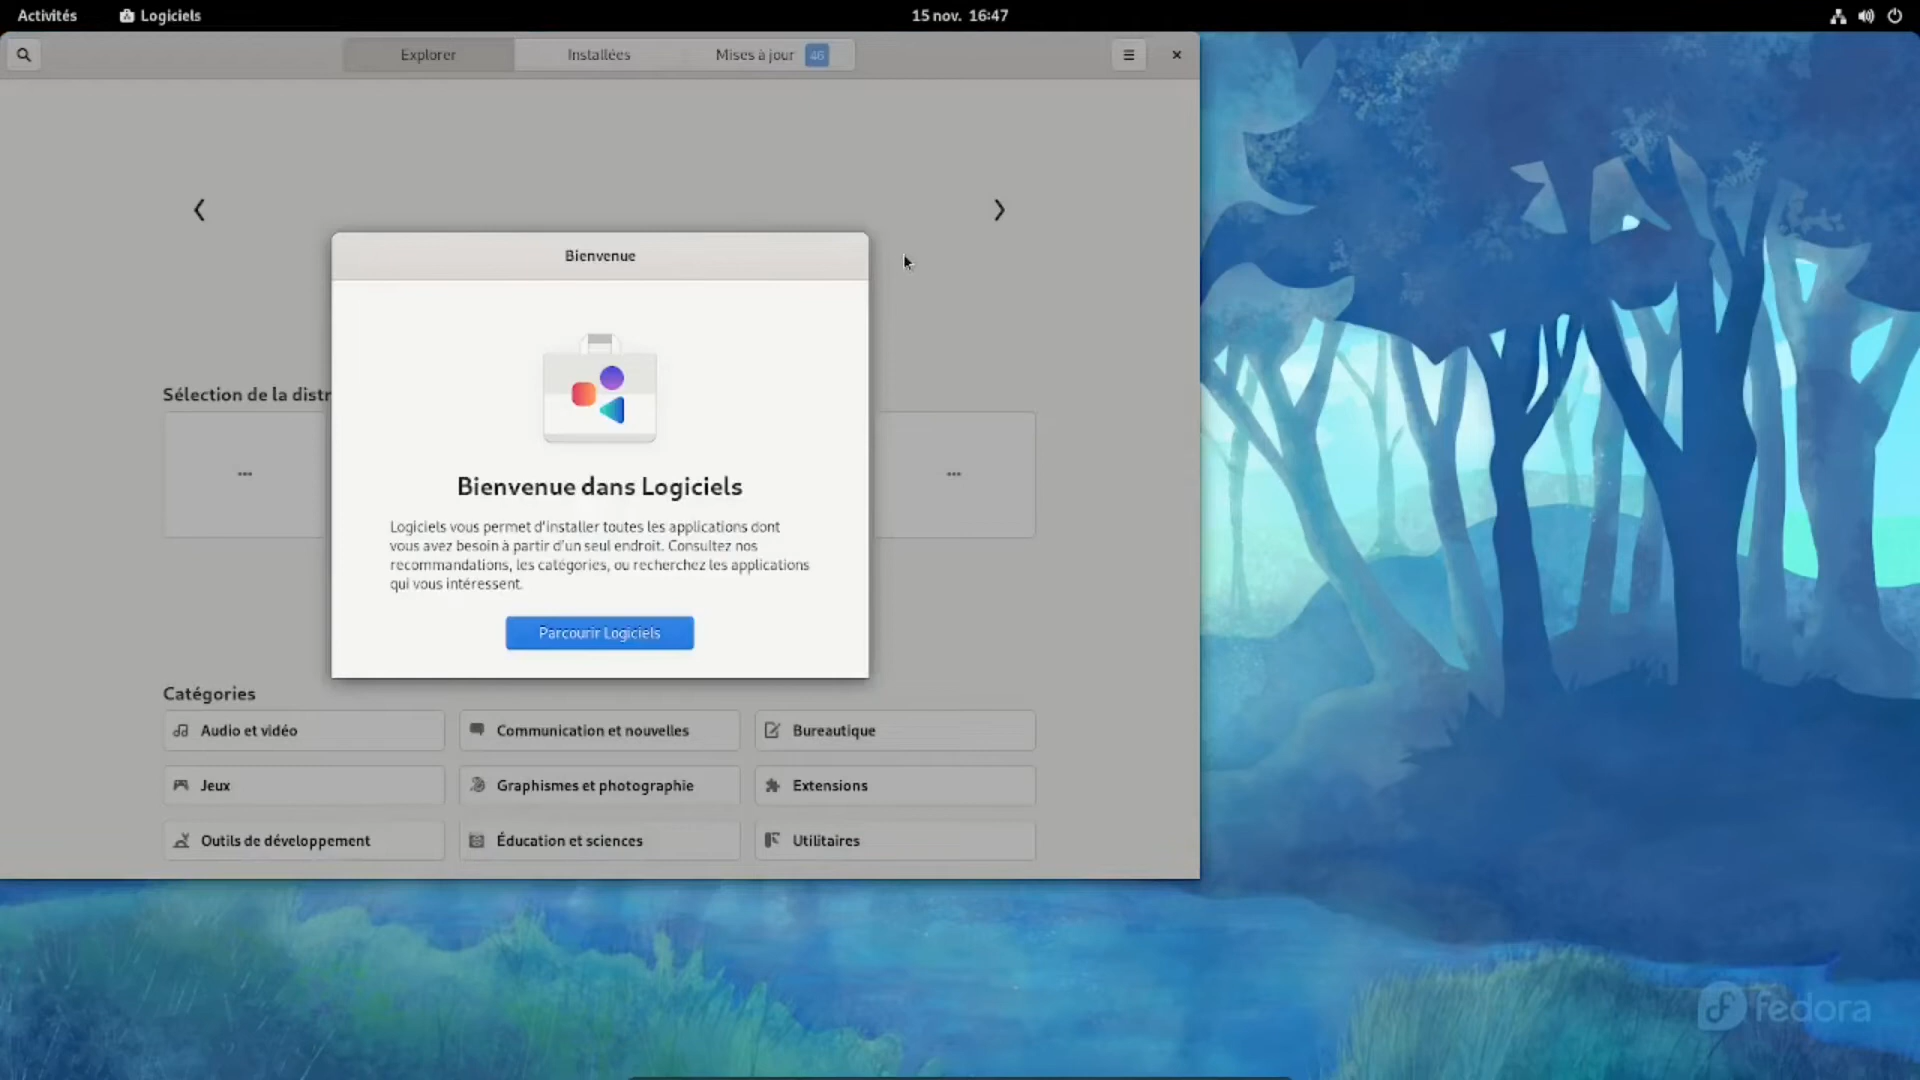 Activités
Logiciels
15 nov. 16:47
Explorer
Installées
Mises à jour 46
Bienvenue
Sélection de la distr
Bienvenue dans Logiciels
Logiciels vous permet d'installer toutes les applications dont
vous avez besoin à partir d'un seul endroit. Consultez nos
recommandations, les catégories, ou recherchez les applications
qui vous intéressent.
Parcourir Logiciels
Catégories
Audio et vidéo
Communication et nouvelles
Bureautique
Jeux
Graphismes et photographie
Extensions
Outils de développement
Éducation et sciences
Utilitaires
fedora